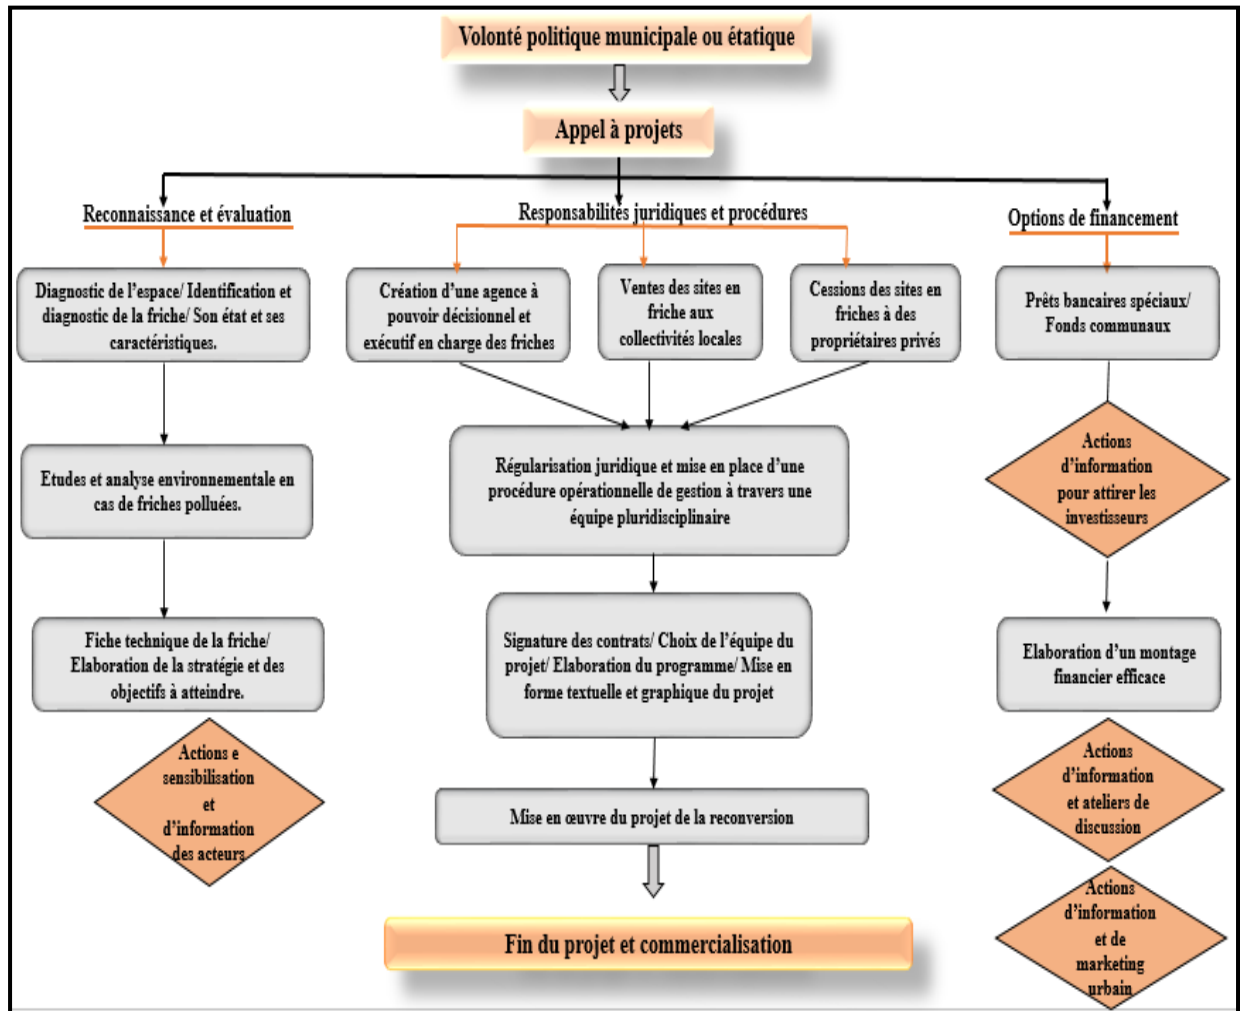 Volonté politique municipale ou étatique
Appel à projets
Reconnaissance et évaluation
Diagnostic de l'espace/ Identification et
diagnostic de la friche/ Son état et ses
caractéristiques.
Etudes et analyse environnementale en
cas de friches polluées.
Fiche technique de la friche/
Elaboration de la stratégie et des
objectifs à atteindre.
Actions e
sensibilisation
et
d'information
des acteurs
Responsabilités juridiques et procédures
Création d'une agence à
pouvoir décisionnel et
exécutif en charge des friches
Ventes des sites en
friche aux
collectivités locales
Cessions des sites en
friches à des
propriétaires privés
Régularisation juridique et mise en place d'une
procédure opérationnelle de gestion à travers une
équipe pluridisciplinaire
Signature des contrats/ Choix de l'équipe du
projet/ Elaboration du programme/ Mise en
forme textuelle et graphique du projet
Mise en œuvre du projet de la reconversion
Fin du projet et commercialisation
Options de financement
Prêts bancaires spéciaux/
Fonds communaux
Actions
d'information
pour attirer les
investisseurs
Elaboration d'un montage
financier efficace
Actions
d'information
et ateliers de
discussion
Actions
d'information
et de
marketing
urbain